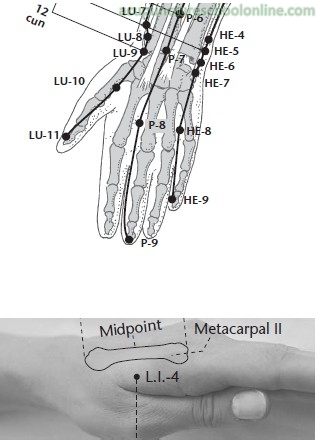 LU-7
P-6
12
cun
LU-8
HE-4
LU-9
HE-5
P-7
HE-6
HE-7
LU-10
LU-11
P-8
HE-8
HE-9
P-9
Midpoint
Metacarpal II
L.I.-4